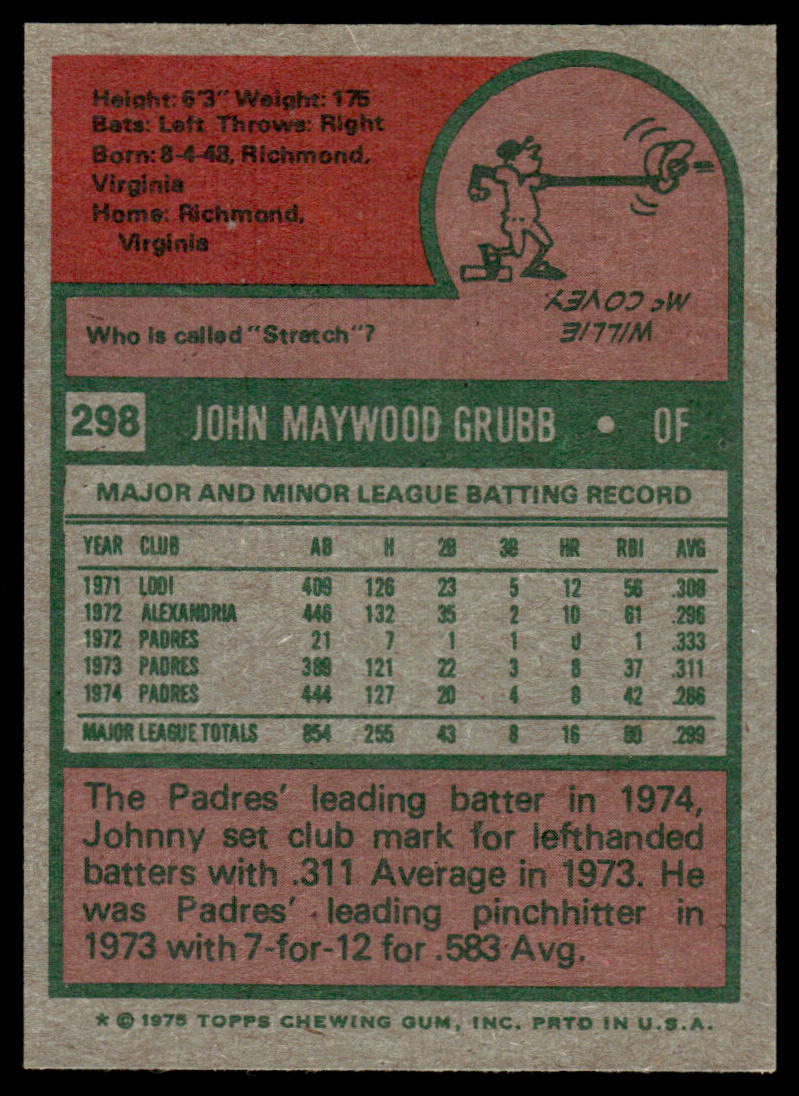 Height: 6'3" Weight: 175
Bats: Left Throws: Right
Born: 8-4-48, Richmond,
Virginia
Home: Richmond,
Virginia
Who is called "Stretch"?
WILLIE
McCOVEY.
298 JOHN MAYWOOD GRUBB • OF
MAJOR AND MINOR LEAGUE BATTING RECORD
YEAR CLUB AB H 2B 3B HR RBI AVG
1971 LODI 409 126 23 5 12 56 .308
1972 ALEXANDRIA 446 132 35 2 10 61 .296
1972 PADRES 21 7 1 1 0 1 .333
1973 PADRES 389 121 22 3 8 37 .311
1974 PADRES 444 127 20 4 8 42 .286
MAJOR LEAGUE TOTALS 854 255 43 8 16 80 .299
The Padres' leading batter in 1974,
Johnny set club mark for lefthanded
batters with .311 Average in 1973. He
was Padres' leading pinchhitter in
1973 with 7-for-12 for .583 Avg.
* © 1975 TOPPS CHEWING GUM, INC. PRTD IN U.S.A.